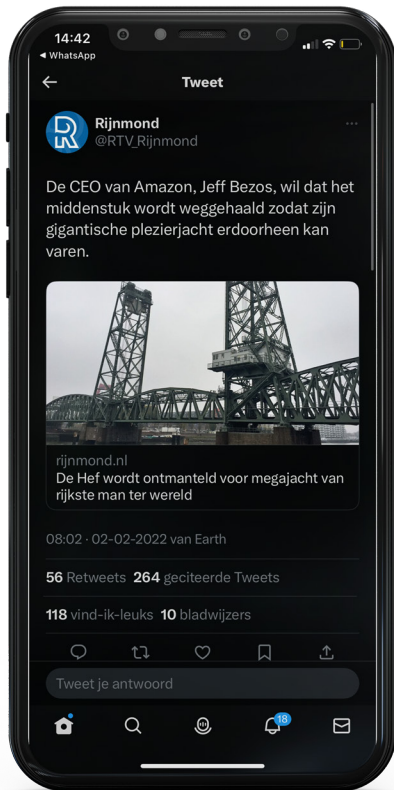 14:42
◀ WhatsApp
Tweet
Rijnmond
@RTV_Rijnmond
De CEO van Amazon, Jeff Bezos, wil dat het
middenstuk wordt weggehaald zodat zijn
gigantische plezierjacht erdoorheen kan
varen.
rijnmond.nl
De Hef wordt ontmanteld voor megajacht van
rijkste man ter wereld
08:02 · 02-02-2022 van Earth
56 Retweets 264 geciteerde Tweets
118 vind-ik-leuks 10 bladwijzers
Tweet je antwoord
18